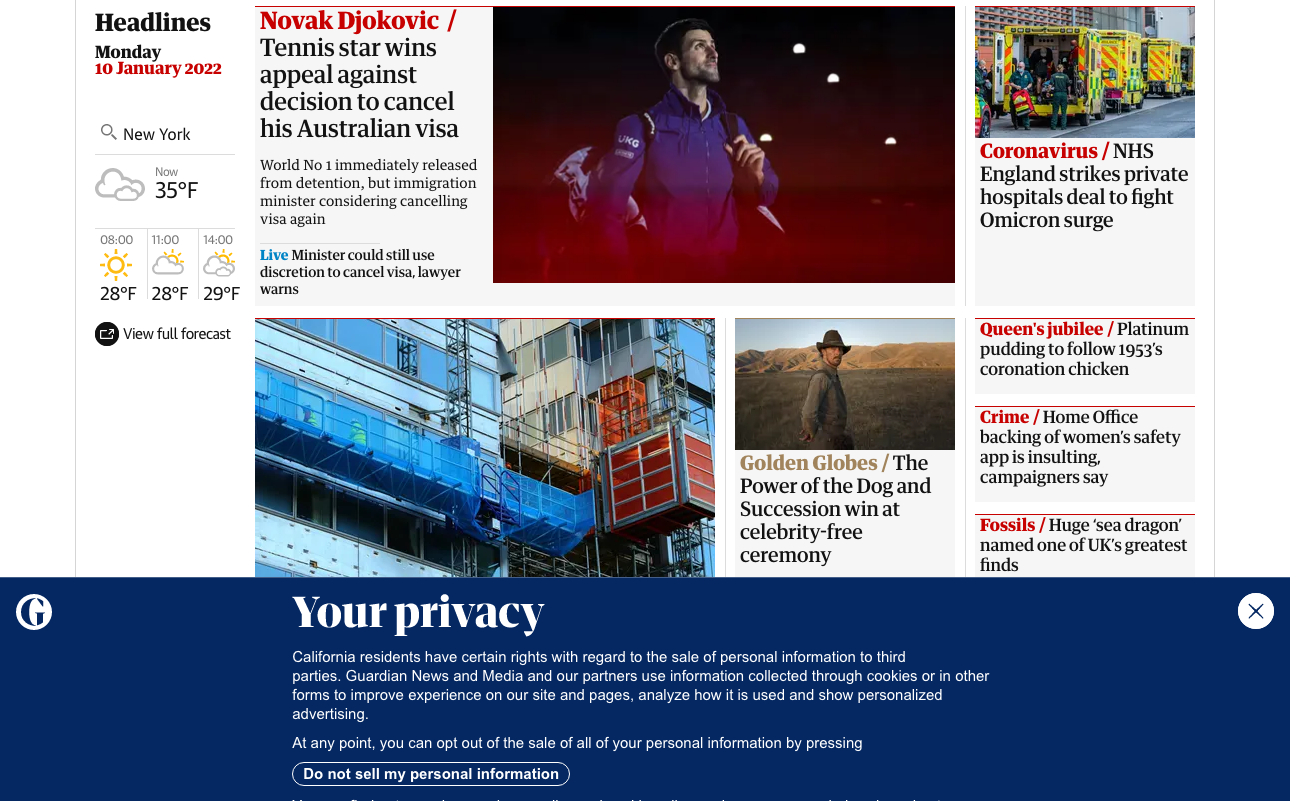 Headlines
Monday
10 January 2022
New York
Now
35°F
08:00
28°F
11:00
28°F
14:00
29°F
View full forecast
Novak Djokovic /
Tennis star wins
appeal against
decision to cancel
his Australian visa
World No 1 immediately released
from detention, but immigration
minister considering cancelling
visa again
Live Minister could still use
discretion to cancel visa, lawyer
warns
UKG
Coronavirus / NHS
England strikes private
hospitals deal to fight
Omicron surge
Golden Globes / The
Power of the Dog and
Succession win at
celebrity-free
ceremony
Queen's jubilee / Platinum
pudding to follow 1953's
coronation chicken
Crime / Home Office
backing of women's safety
app is insulting,
campaigners say
Fossils / Huge 'sea dragon'
named one of UK's greatest
finds
G
Your privacy
California residents have certain rights with regard to the sale of personal information to third
parties. Guardian News and Media and our partners use information collected through cookies or in other
forms to improve experience on our site and pages, analyze how it is used and show personalized
advertising.
At any point, you can opt out of the sale of all of your personal information by pressing
Do not sell my personal information